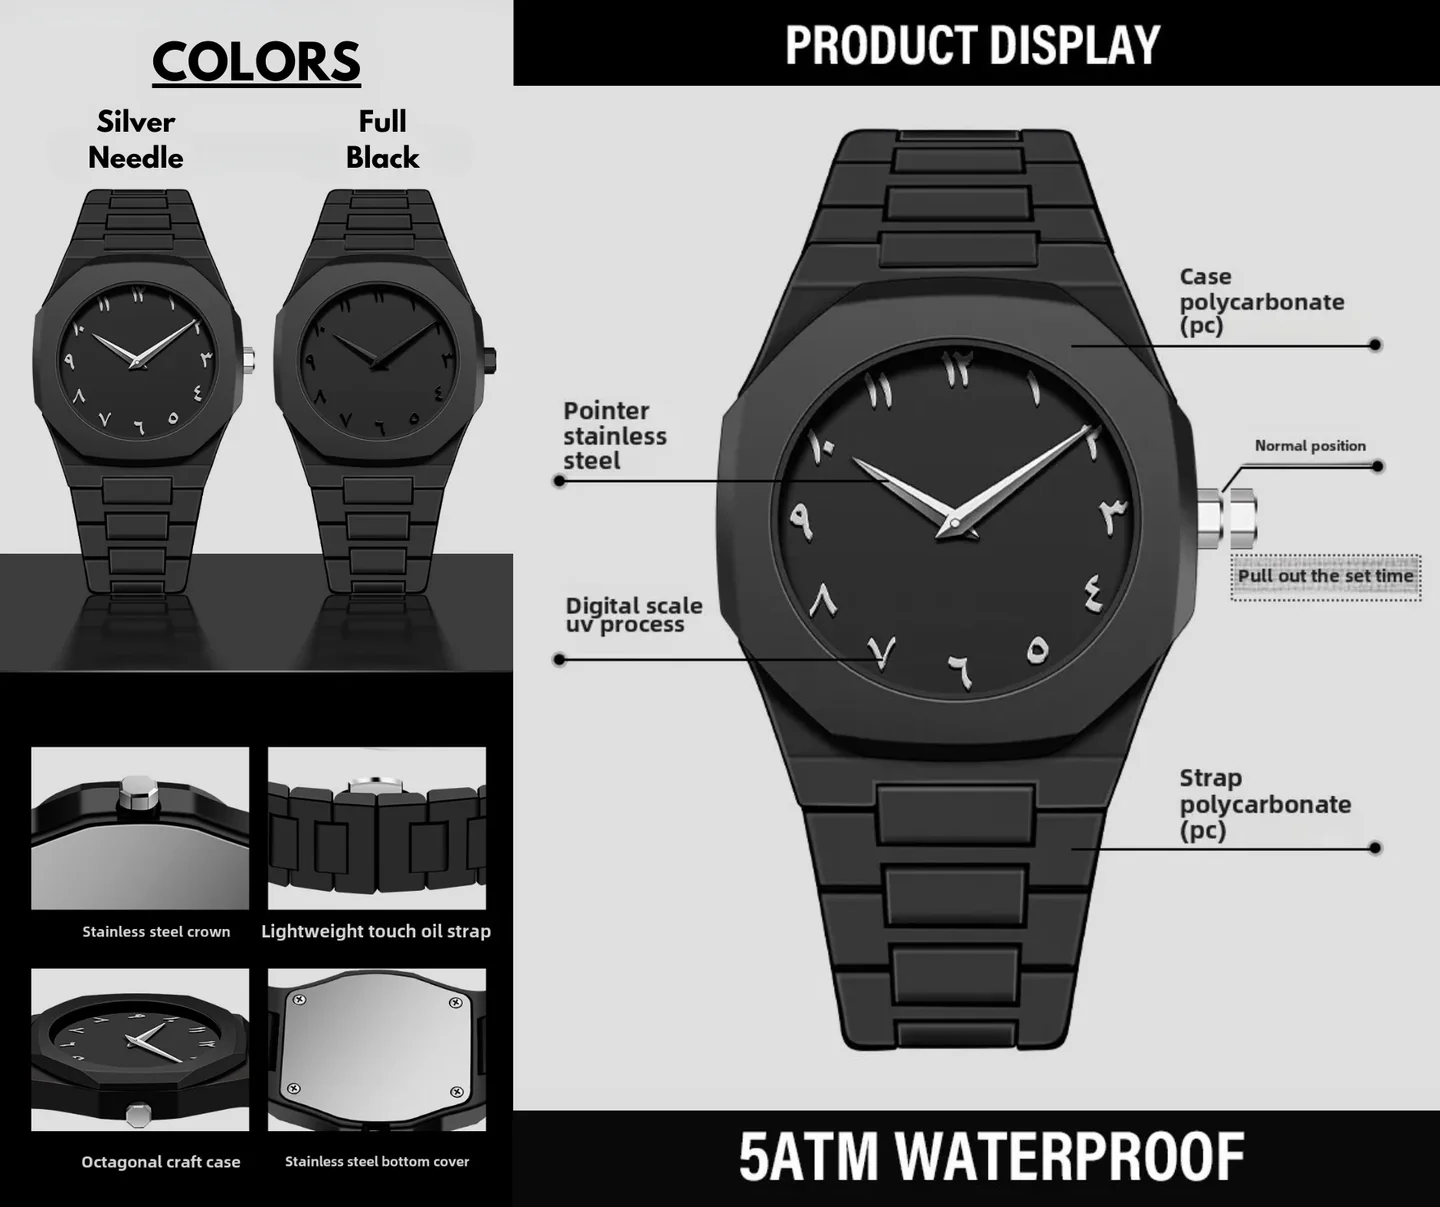 COLORS
Silver
Needle
Full
Black
١٢
١
٢
٣
٤
٥
٦
٧
٨
٩
١٠
١١
١٢
١
٢
٣
٤
٥
٦
٧
٨
٩
١٠
١١
Stainless steel crown
Lightweight touch oil strap
Octagonal craft case
Stainless steel bottom cover
PRODUCT DISPLAY
Case
polycarbonate
(pc)
Pointer
stainless
steel
Normal position
Pull out the set time
Digital scale
uv process
Strap
polycarbonate
(pc)
١٢
١
٢
٣
٤
٥
٦
٧
٨
٩
١٠
١١
5ATM WATERPROOF